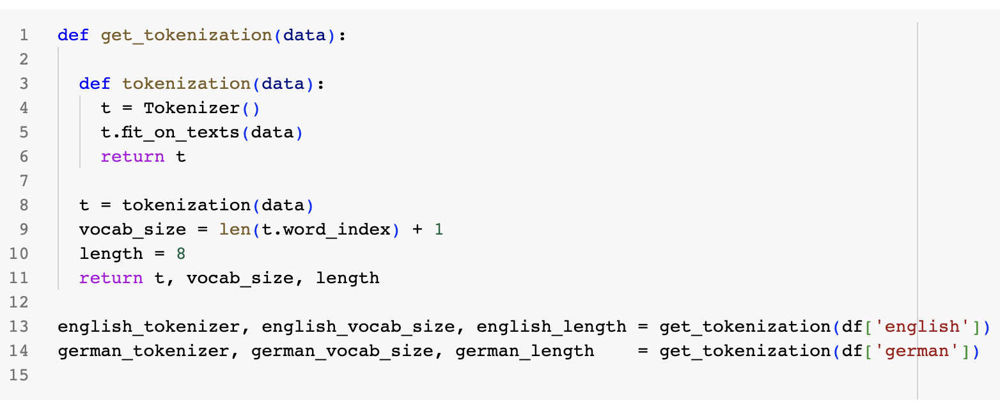 1 def get_tokenization(data):
2
3 def tokenization(data):
4 t = Tokenizer()
5 t.fit_on_texts(data)
6 return t
7
8 t = tokenization(data)
9 vocab_size = len(t.word_index) + 1
10 length = 8
11 return t, vocab_size, length
12
13 english_tokenizer, english_vocab_size, english_length = get_tokenization(df['english'])
14 german_tokenizer, german_vocab_size, german_length    = get_tokenization(df['german'])
15